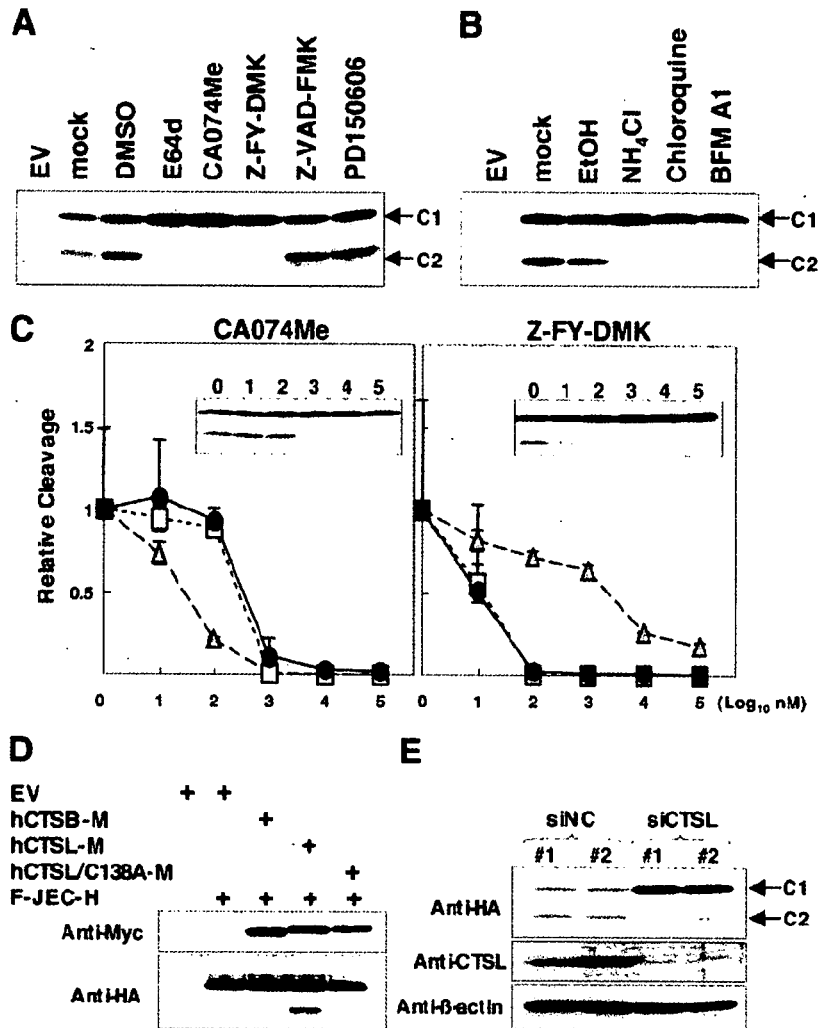 A
EV
mock
DMSO
E64d
CA074Me
Z-FY-DMK
Z-VAD-FMK
PD150606
C1
C2
B
EV
mock
EtOH
NH4Cl
Chloroquine
BFM A1
C1
C2
C
CA074Me
Z-FY-DMK
Relative Cleavage
2
1.5
1
0.5
0 1 2 3 4 5
0 1 2 3 4 5
0 1 2 3 4 5
0 1 2 3 4 5 (Log10 nM)
D
EV + +
hCTSB-M +
hCTSL-M +
hCTSL/C138A-M +
F-JEC-H + + + +
Anti-Myc
Anti-HA
E
siNC siCTSL
#1 #2 #1 #2
Anti-HA
C1
C2
Anti-CTSL
Anti-β-actin